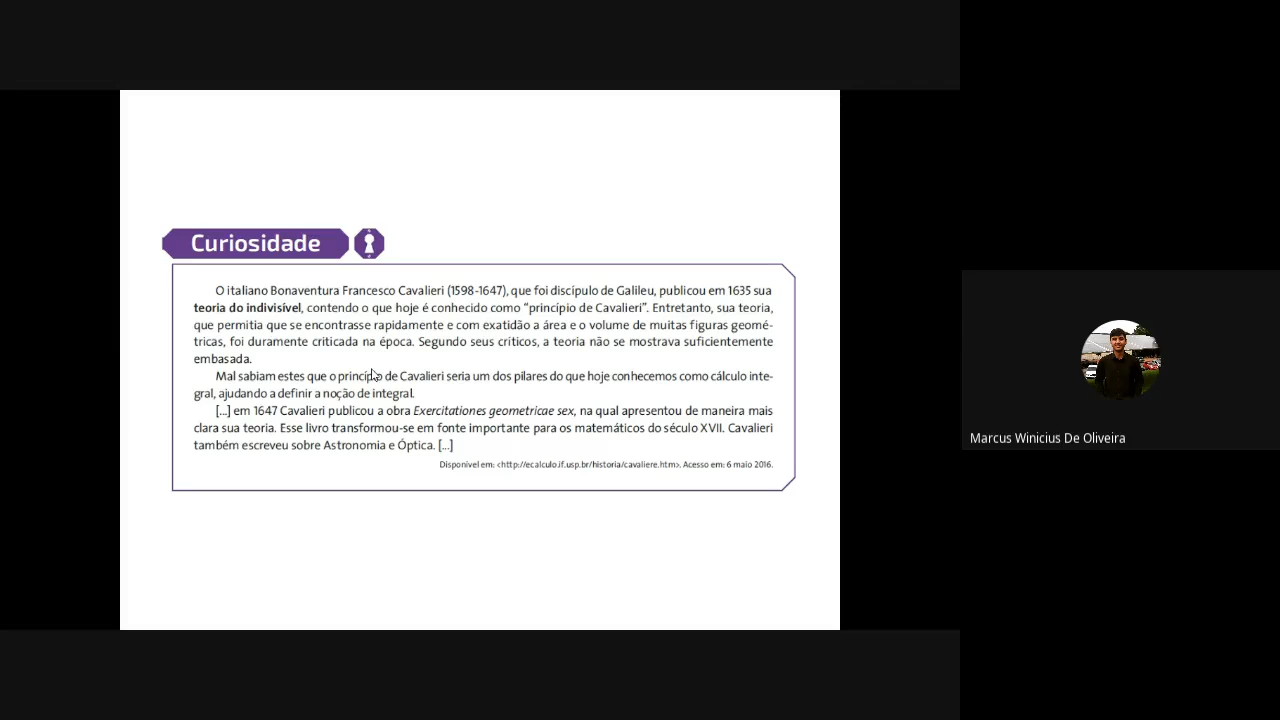 Curiosidade
O italiano Bonaventura Francesco Cavalieri (1598-1647), que foi discípulo de Galileu, publicou em 1635 sua
teoria do indivisível, contendo o que hoje é conhecido como “princípio de Cavalieri”. Entretanto, sua teoria,
que permitia que se encontrasse rapidamente e com exatidão a área e o volume de muitas figuras geomé-
tricas, foi duramente criticada na época. Segundo seus críticos, a teoria não se mostrava suficientemente
embasada.
Mal sabiam estes que o princípio de Cavalieri seria um dos pilares do que hoje conhecemos como cálculo inte-
gral, ajudando a definir a noção de integral.
[...] em 1647 Cavalieri publicou a obra Exercitationes geometricae sex, na qual apresentou de maneira mais
clara sua teoria. Esse livro transformou-se em fonte importante para os matemáticos do século XVII. Cavalieri
também escreveu sobre Astronomia e Óptica. [...]
Disponível em: <http://ecalculo.if.usp.br/historia/cavaliere.htm>. Acesso em: 6 maio 2016.
Marcus Winicius De Oliveira